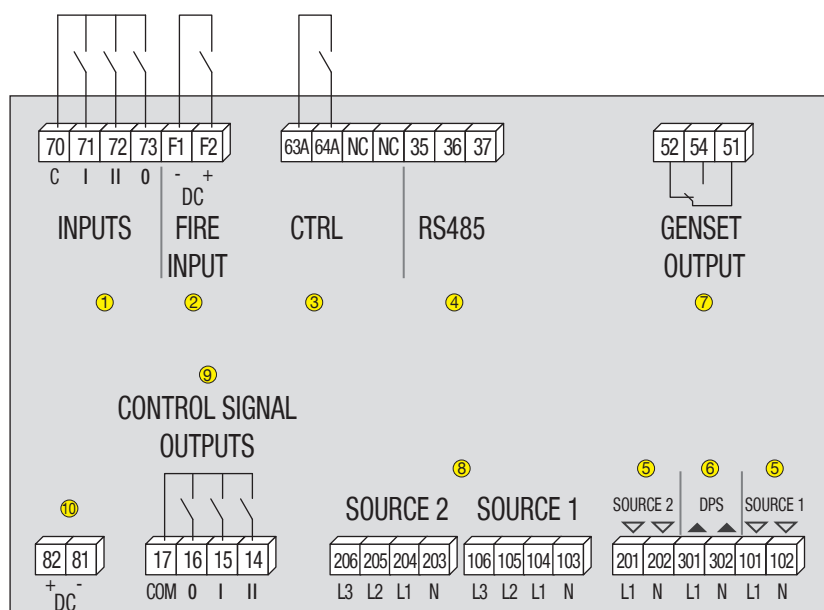 70 71 72 73 F1 F2
C I II 0 - +
DC
INPUTS
FIRE
INPUT
63A 64A NC NC 35 36 37
CTRL
RS485
52 54 51
GENSET
OUTPUT
1 2 3 4 7
9
CONTROL SIGNAL
OUTPUTS
10
82 81
+ -
DC
17 16 15 14
COM 0 I II
8
SOURCE 2 SOURCE 1
206 205 204 203 106 105 104 103
L3 L2 L1 N L3 L2 L1 N
5 6 5
SOURCE 2 DPS SOURCE 1
201 202 301 302 101 102
L1 N L1 N L1 N